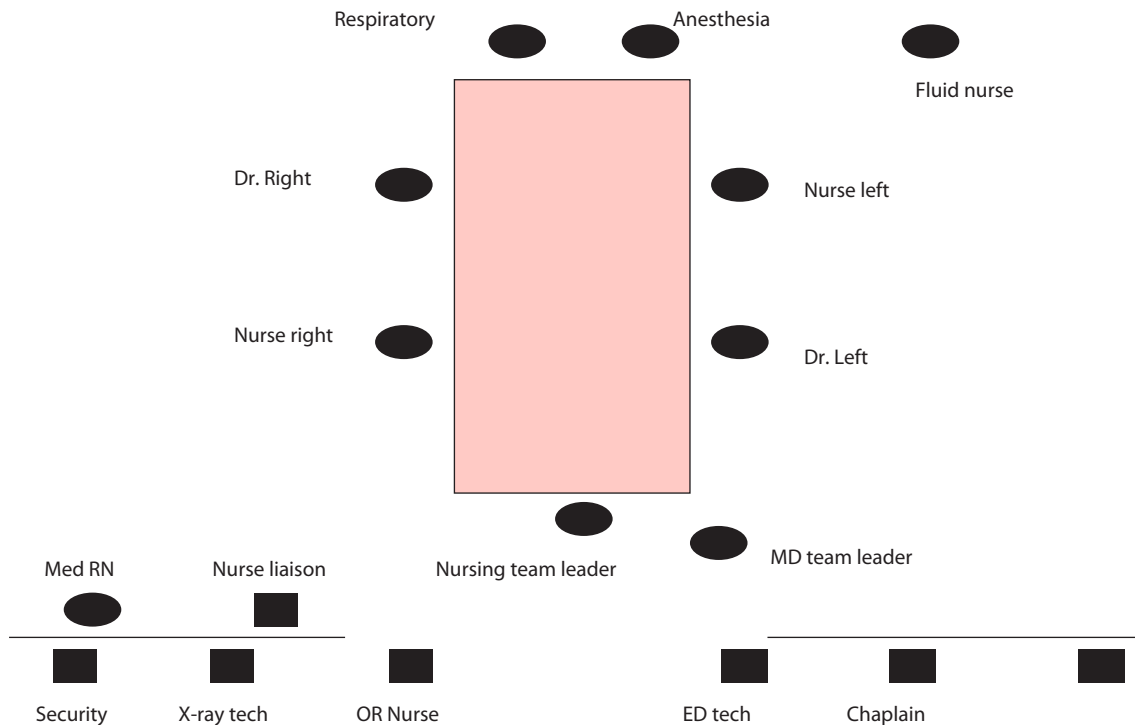 Respiratory
Anesthesia
Fluid nurse
Dr. Right
Nurse left
Nurse right
Dr. Left
Nursing team leader
MD team leader
Med RN
Nurse liaison
Security
X-ray tech
OR Nurse
ED tech
Chaplain